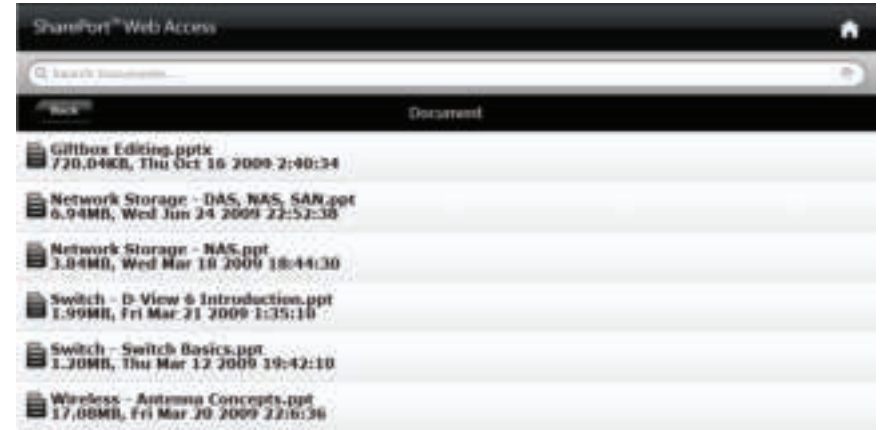 SharePort™ Web Access
Search Documents...
Back
Document
Giftbox Editing.pptx
720.04KB, Thu Oct 16 2009 2:40:34
Network Storage - DAS, NAS, SAN.ppt
6.94MB, Wed Jun 24 2009 22:52:38
Network Storage - NAS.ppt
3.84MB, Wed Mar 18 2009 18:44:30
Switch - D-View 6 Introduction.ppt
1.99MB, Fri Mar 21 2009 1:35:10
Switch - Switch Basics.ppt
1.20MB, Thu Mar 12 2009 19:42:10
Wireless - Antenna Concepts.ppt
17.08MB, Fri Mar 20 2009 22:6:36